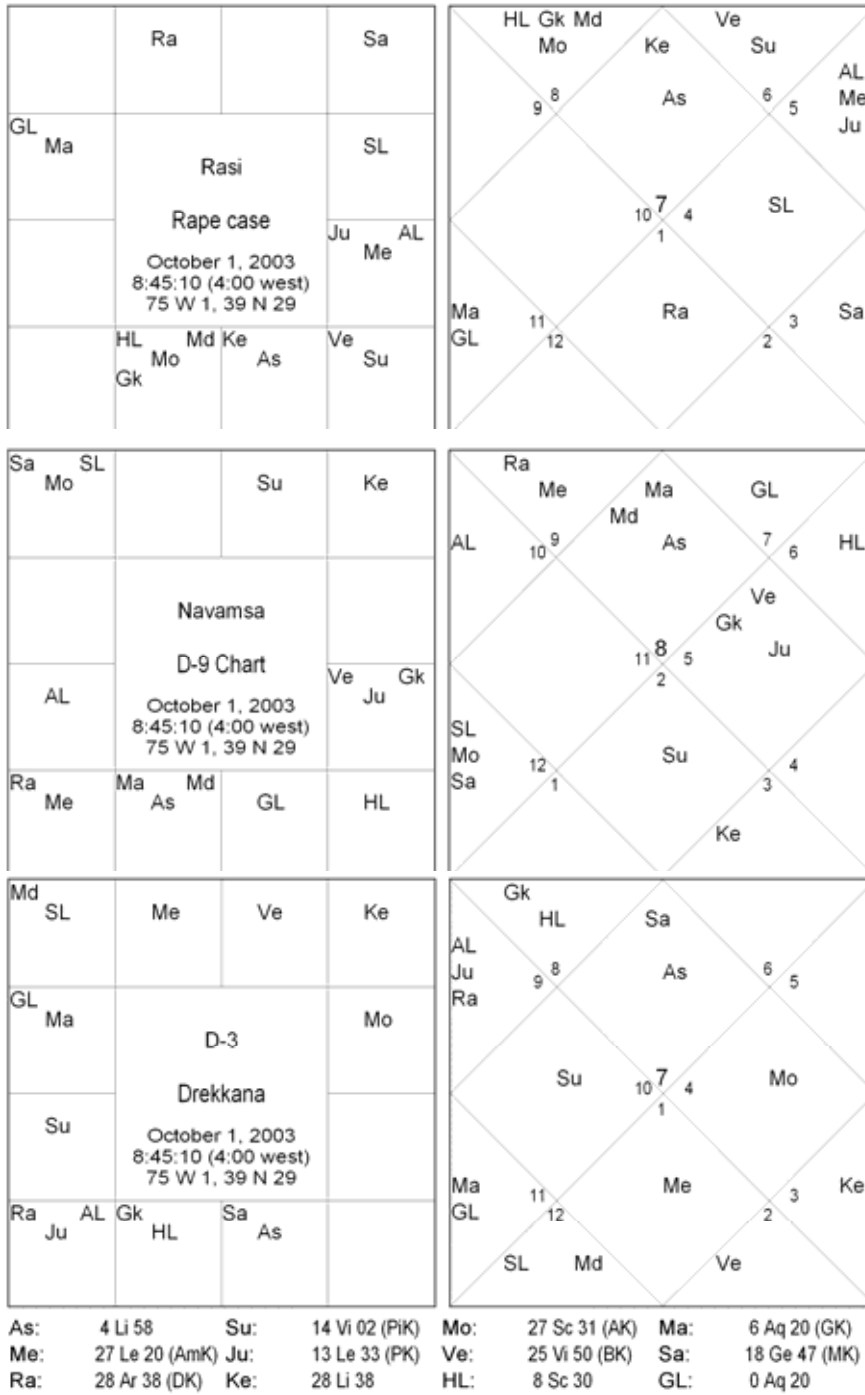 Ra Sa
GL
Ma
SL
Rasi
Rape case
Ju AL
Me
October 1, 2003
8:45:10 (4:00 west)
75 W 1, 39 N 29
HL Md Ke Ve
Mo As Su
Gk
HL Gk Md Ve
Mo Ke Su
AL
Me
Ju
As
8 6
9 5
7
10 4
1
SL
Ma
GL
Ra
Sa
11 3
12 2
Sa SL
Mo
Su Ke
Navamsa
D-9 Chart
AL
Ve Gk
Ju
October 1, 2003
8:45:10 (4:00 west)
75 W 1, 39 N 29
Ra Ma Md
Me As GL HL
Ra
Me Ma GL
Md
AL As HL
9 7
10 6
Ve
Gk
Ju
8
11 5
2
SL
Mo
Sa
Su
12 4
1 3
Ke
Md
SL Me Ve Ke
GL
Ma Mo
D-3
Drekkana
Su
October 1, 2003
8:45:10 (4:00 west)
75 W 1, 39 N 29
Ra AL Gk Sa
Ju HL As
Gk
HL Sa
AL
Ju
Ra
As
8 6
9 5
Su Mo
7
10 4
1
Ma
GL
Me
Ke
11 3
12 2
SL Md Ve
As: 4 Li 58 Su: 14 Vi 02 (PiK) Mo: 27 Sc 31 (AK) Ma: 6 Aq 20 (GK)
Me: 27 Le 20 (AmK) Ju: 13 Le 33 (PK) Ve: 25 Vi 50 (BK) Sa: 18 Ge 47 (MK)
Ra: 28 Ar 38 (DK) Ke: 28 Li 38 HL: 8 Sc 30 GL: 0 Aq 20